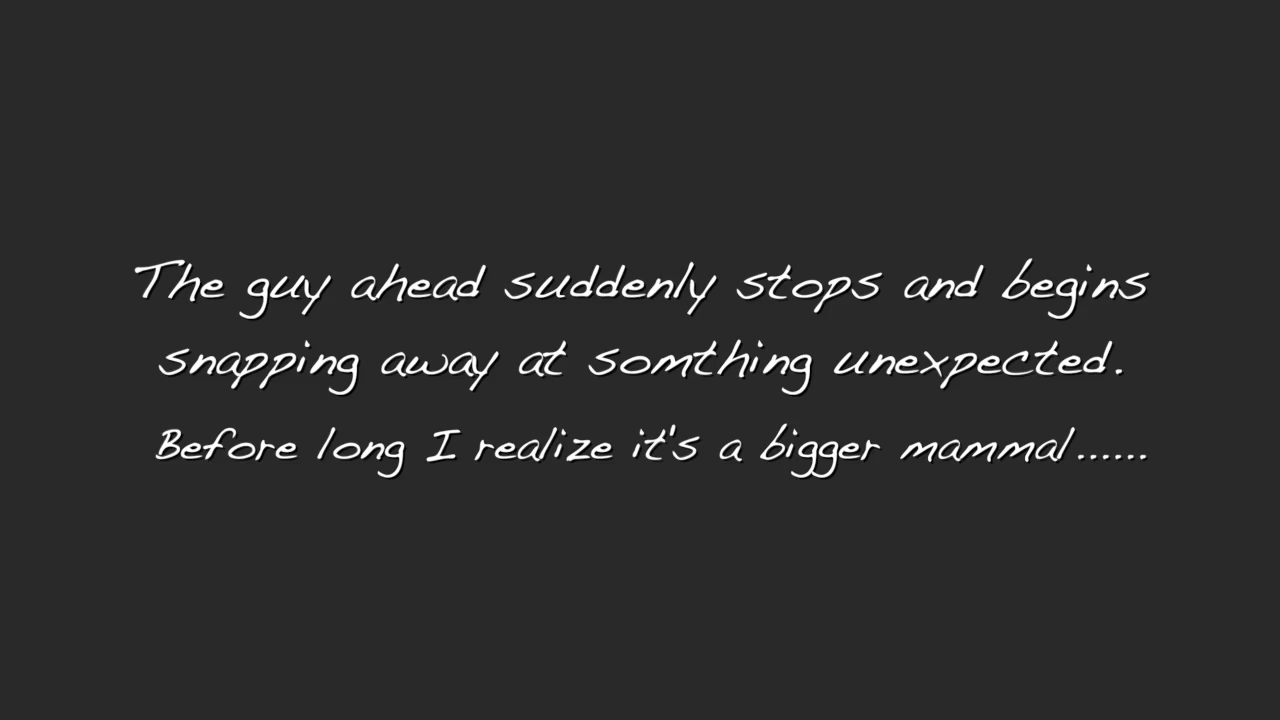 The guy ahead suddenly stops and begins
snapping away at somthing unexpected.
Before long I realize it's a bigger mammal......